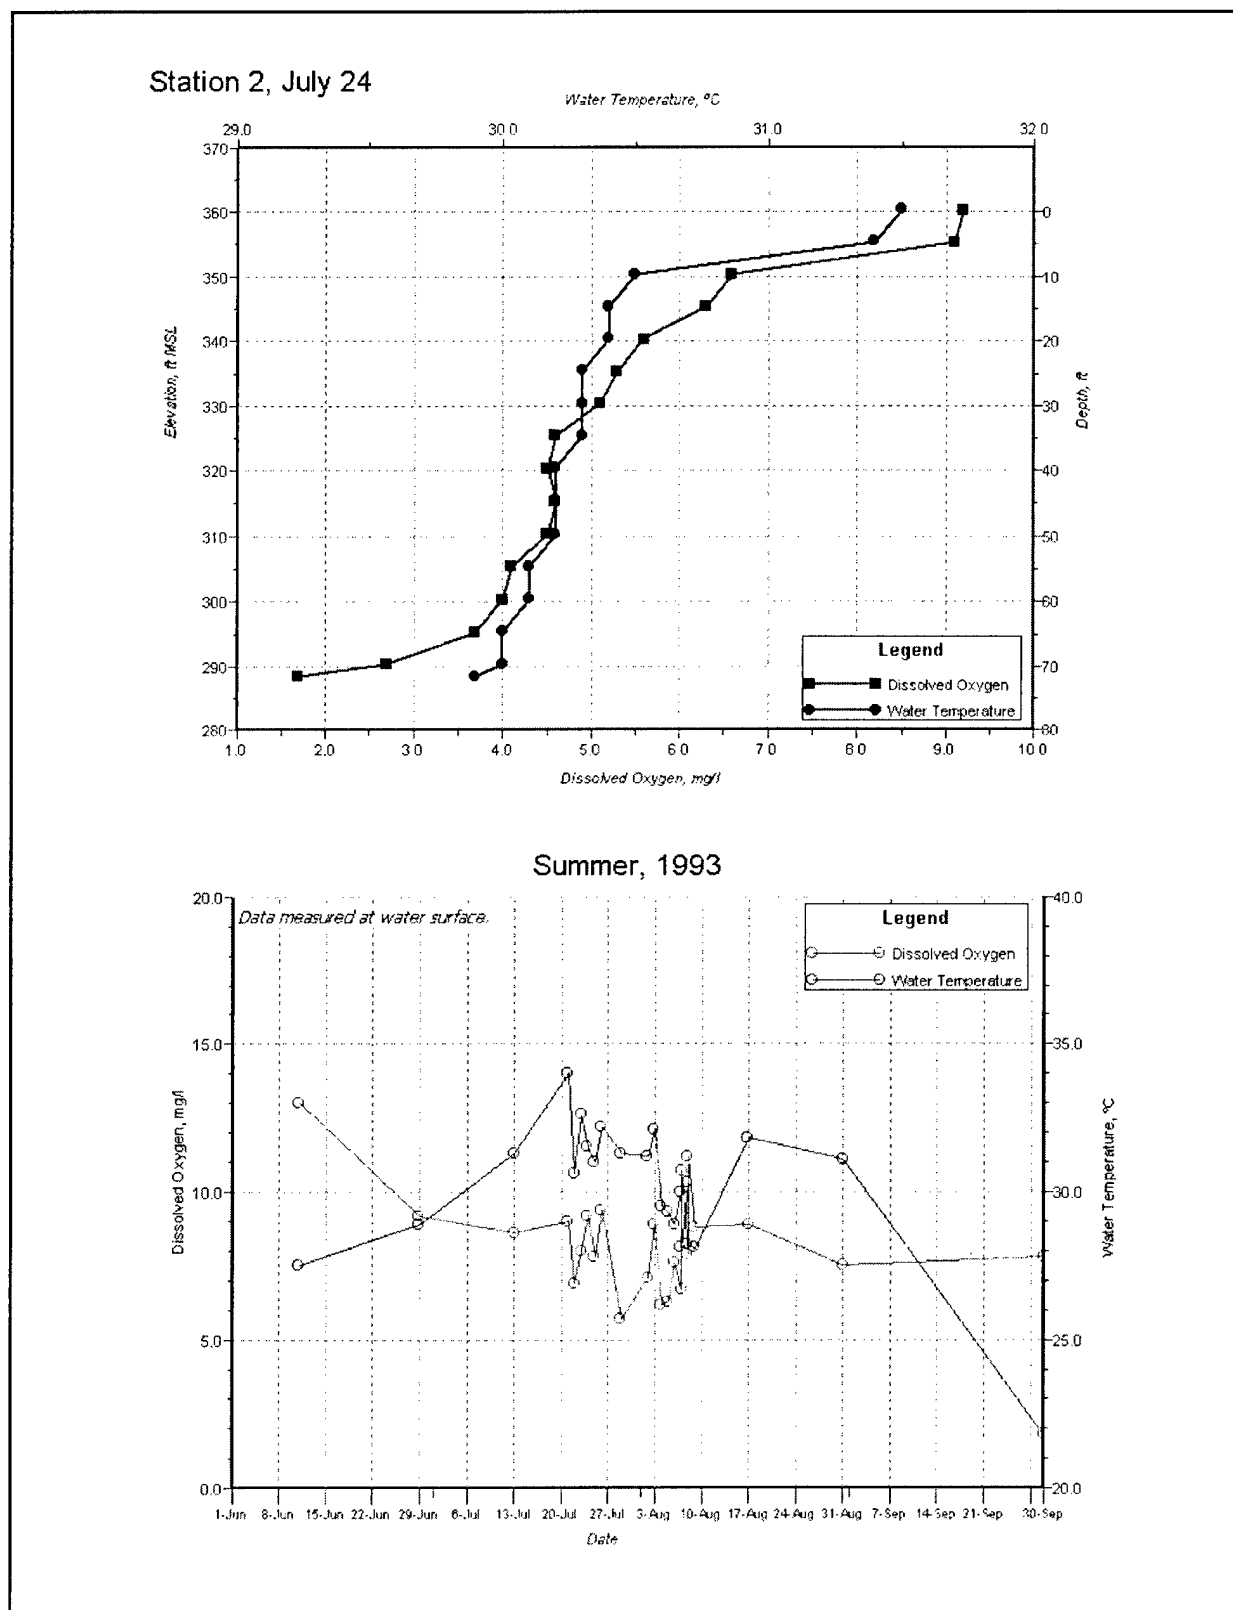 Station 2, July 24
Water Temperature, ºC
29.0 30.0 31.0 32.0
370
360 0
350 10
340 20
330 30
320 40
310 50
300 60
290 70
280 80
Elevation, ft MSL
Depth, ft
Legend
Dissolved Oxygen
Water Temperature
1.0 2.0 3.0 4.0 5.0 6.0 7.0 8.0 9.0 10.0
Dissolved Oxygen, mg/l
Summer, 1993
Data measured at water surface.
Legend
Dissolved Oxygen
Water Temperature
20.0 40.0
15.0 35.0
10.0 30.0
5.0 25.0
0.0 20.0
Dissolved Oxygen, mg/l
Water Temperature, ºC
1-Jun 8-Jun 15-Jun 22-Jun 29-Jun 6-Jul 13-Jul 20-Jul 27-Jul 3-Aug 10-Aug 17-Aug 24-Aug 31-Aug 7-Sep 14-Sep 21-Sep 30-Sep
Date